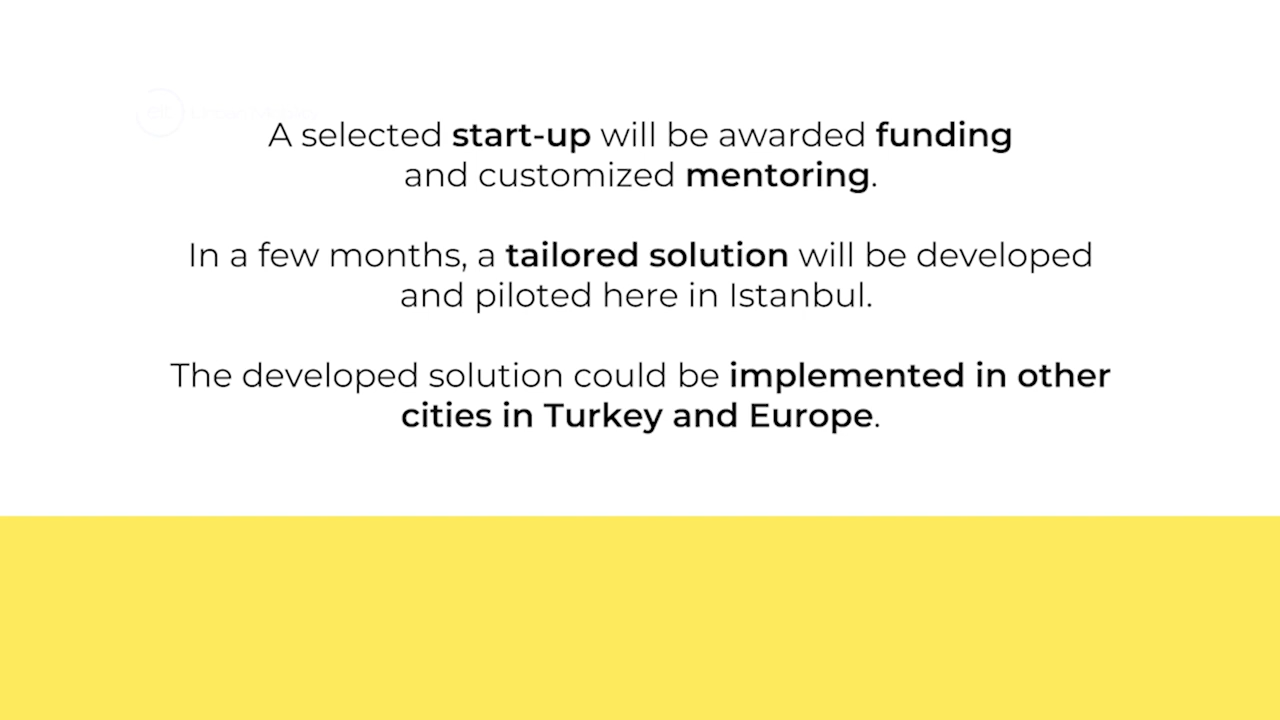 A selected start-up will be awarded funding
and customized mentoring.
In a few months, a tailored solution will be developed
and piloted here in Istanbul.
The developed solution could be implemented in other
cities in Turkey and Europe.